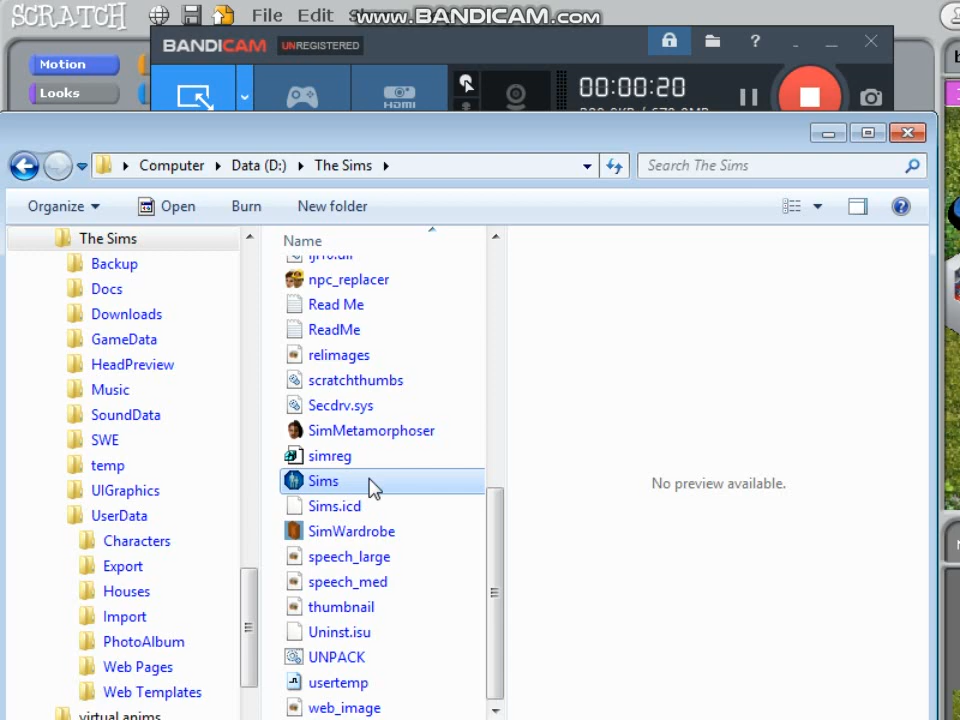 SCRATCH
File Edit
www.BANDICAM.com
Motion
Looks
BANDICAM UNREGISTERED
?
HDMI
00:00:20
Computer Data (D:) The Sims
Search The Sims
Organize Open Burn New folder
The Sims
Backup
Docs
Downloads
GameData
HeadPreview
Music
SoundData
SWE
temp
UIGraphics
UserData
Characters
Export
Houses
Import
PhotoAlbum
Web Pages
Web Templates
virtual anims
Name
npc_replacer
Read Me
ReadMe
relimages
scratchthumbs
Secdrv.sys
SimMetamorphoser
simreg
Sims
Sims.icd
SimWardrobe
speech_large
speech_med
thumbnail
Uninst.isu
UNPACK
usertemp
web_image
No preview available.